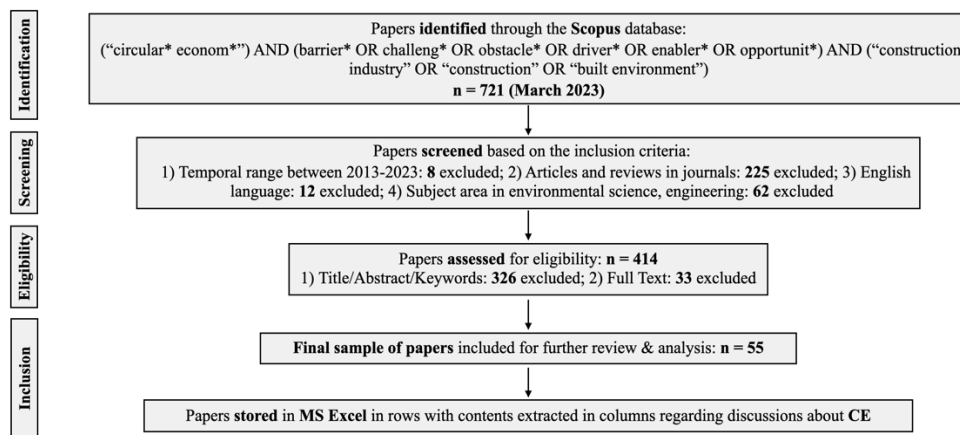 Identification
Papers identified through the Scopus database:
(“circular* econom*”) AND (barrier* OR challeng* OR obstacle* OR driver* OR enabler* OR opportunit*) AND (“construction
industry” OR “construction” OR “built environment”)
n = 721 (March 2023)
Screening
Papers screened based on the inclusion criteria:
1) Temporal range between 2013-2023: 8 excluded; 2) Articles and reviews in journals: 225 excluded; 3) English
language: 12 excluded; 4) Subject area in environmental science, engineering: 62 excluded
Eligibility
Papers assessed for eligibility: n = 414
1) Title/Abstract/Keywords: 326 excluded; 2) Full Text: 33 excluded
Inclusion
Final sample of papers included for further review & analysis: n = 55
Papers stored in MS Excel in rows with contents extracted in columns regarding discussions about CE